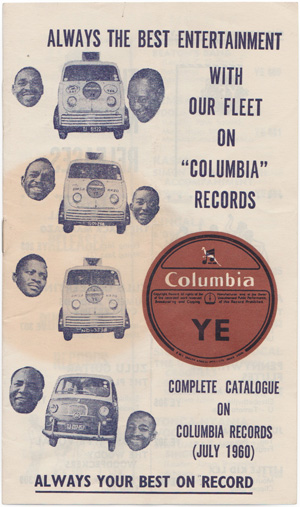 ALWAYS THE BEST ENTERTAINMENT
WITH
OUR FLEET
ON
"COLUMBIA"
RECORDS
Columbia
YE
COMPLETE CATALOGUE
ON
COLUMBIA RECORDS
(JULY 1960)
ALWAYS YOUR BEST ON RECORD